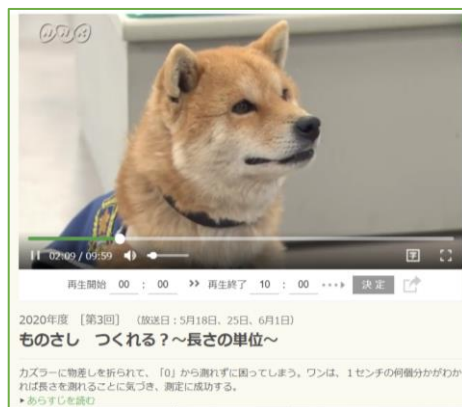 NHK
02:09 / 09:59
字
再生開始 00 : 00 >> 再生終了 10 : 00 ・・・・▶ 決定
2020年度 [第3回] (放送日：5月18日、25日、6月1日)
ものさし つくれる？～長さの単位～
カズラーに物差しを折られて、「0」から測れずに困ってしまう。ワンは、1センチの何個分かがわか
れば長さを測れることに気づき、測定に成功する。
▶あらすじを読む